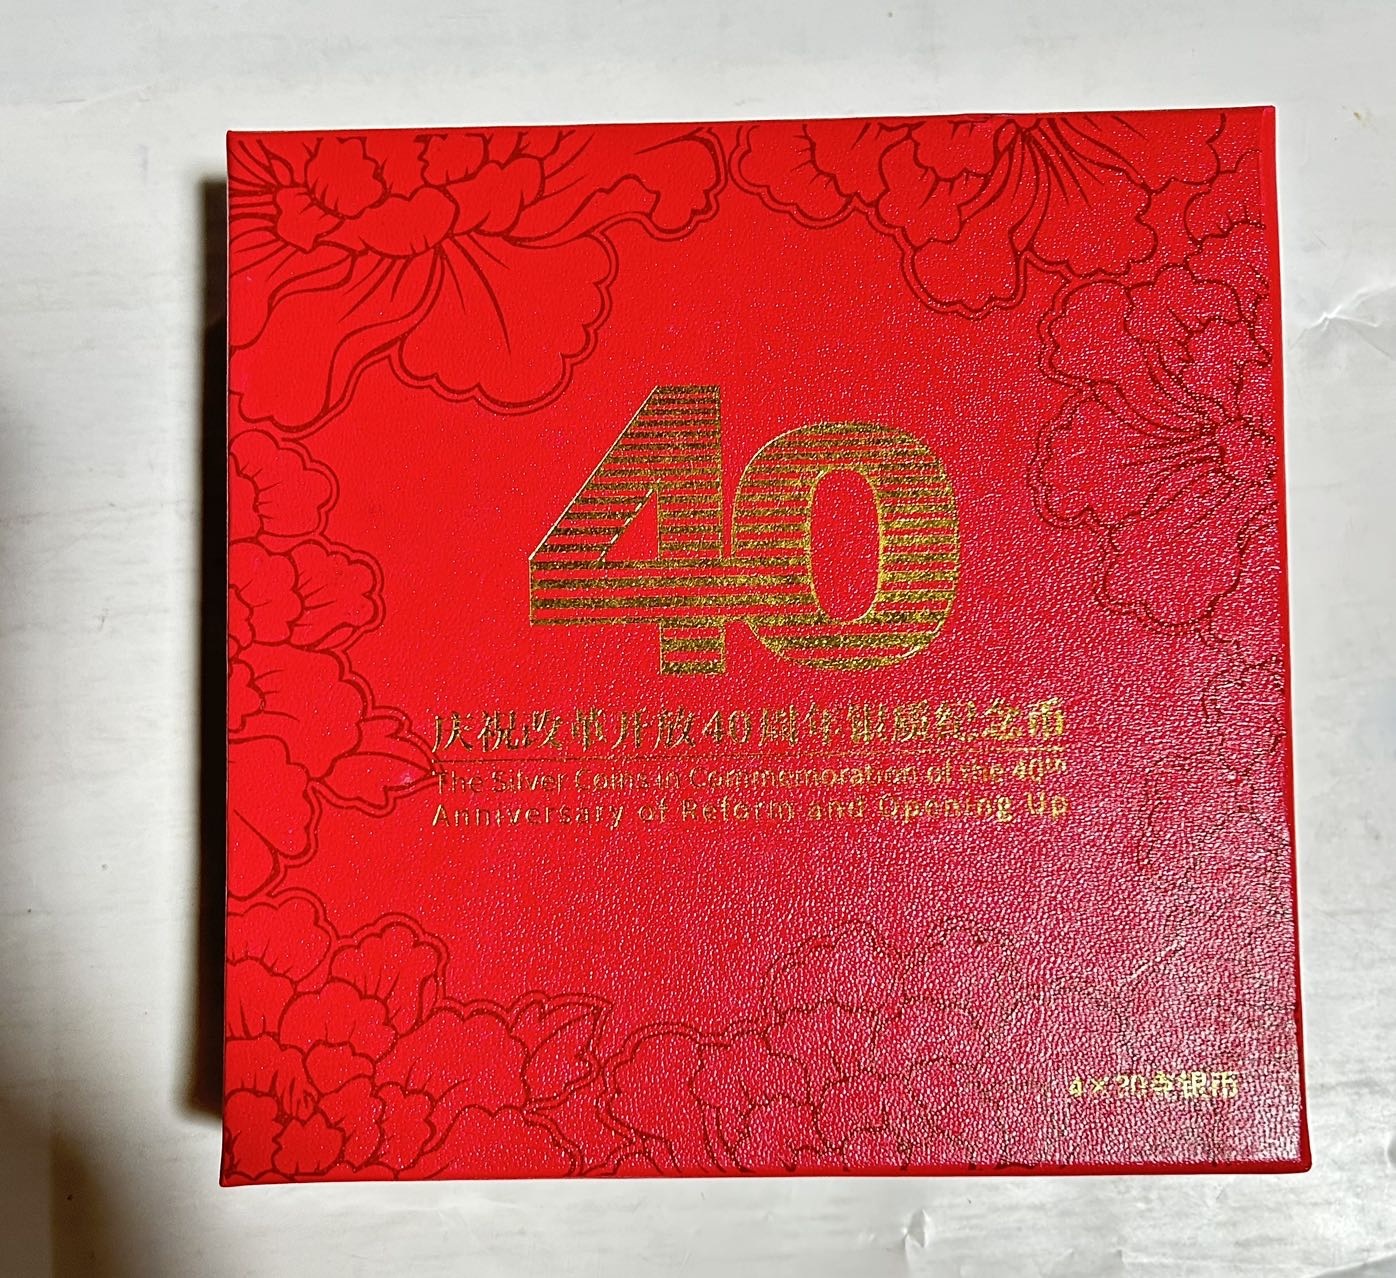 40
庆祝改革开放40周年银质纪念币
The Silver Coins in Commemoration of the 40th
Anniversary of Reform and Opening Up
4×20克银币